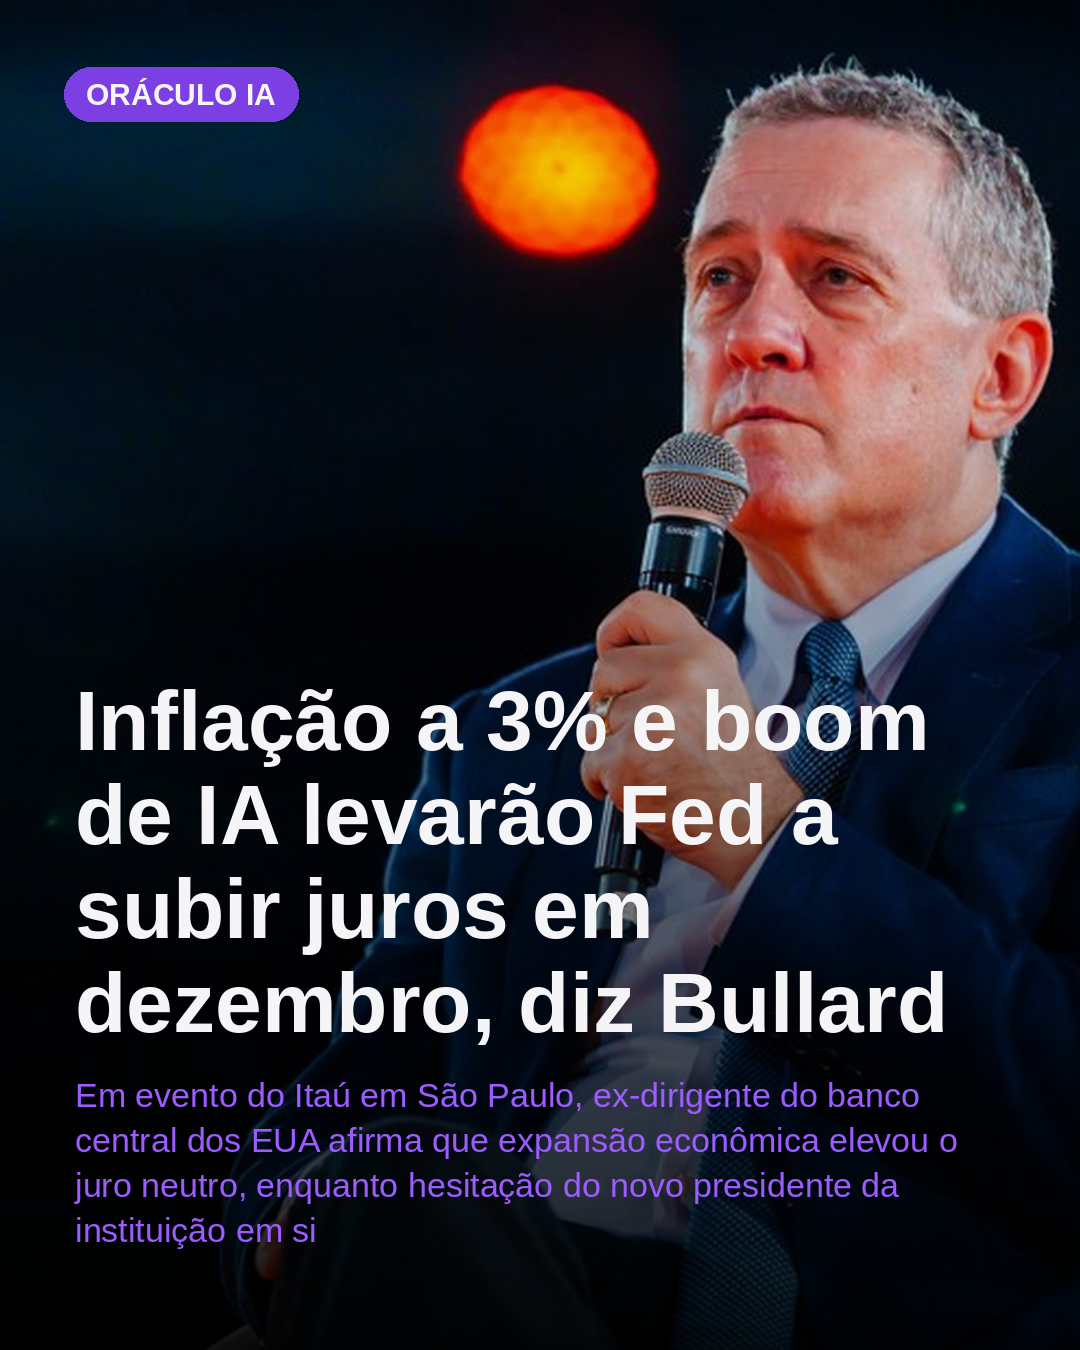 ORÁCULO IA
Inflação a 3% e boom
de IA levarão Fed a
subir juros em
dezembro, diz Bullard
Em evento do Itaú em São Paulo, ex-dirigente do banco
central dos EUA afirma que expansão econômica elevou o
juro neutro, enquanto hesitação do novo presidente da
instituição em si